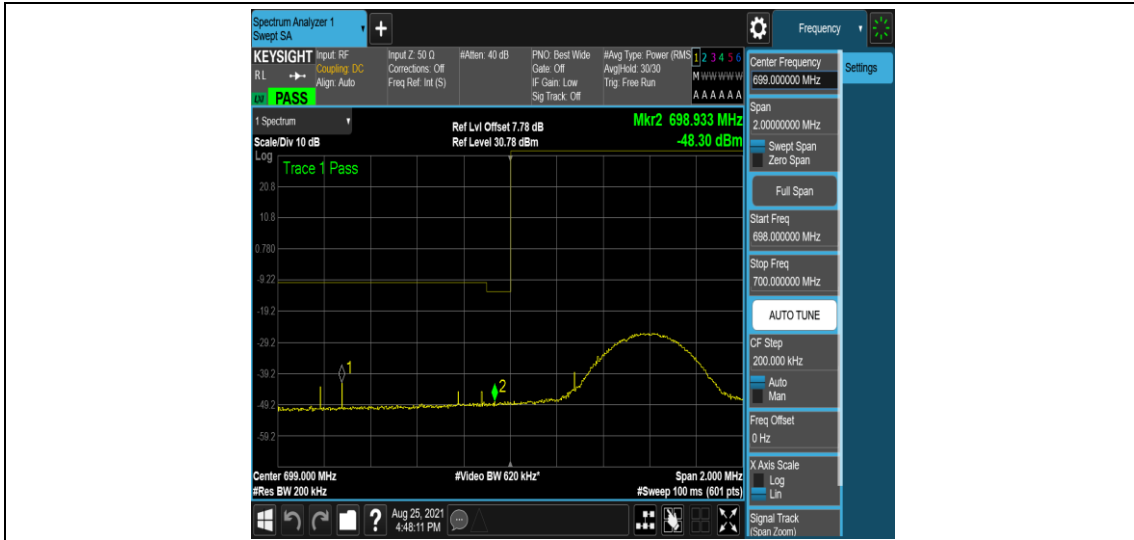 Spectrum Analyzer 1
Swept SA
+
Frequency
KEYSIGHT
RL
PASS
Input: RF
Coupling: DC
Align: Auto
Input Z: 50 Ω
Corrections: Off
Freq Ref: Int (S)
#Atten: 40 dB
PNO: Best Wide
Gate: Off
IF Gain: Low
Sig Track: Off
#Avg Type: Power (RMS
Avg|Hold: 30/30
Trig: Free Run
1 2 3 4 5 6
M W W W W W
A A A A A A
1 Spectrum
Scale/Div 10 dB
Ref Lvl Offset 7.78 dB
Ref Level 30.78 dBm
Mkr2 698.933 MHz
-48.30 dBm
Log
Trace 1 Pass
20.8
10.8
0.780
-9.22
-19.2
-29.2
-39.2
-49.2
-59.2
1
2
Center 699.000 MHz
#Res BW 200 kHz
#Video BW 620 kHz*
Span 2.000 MHz
#Sweep 100 ms (601 pts)
Center Frequency
699.000000 MHz
Settings
Span
2.00000000 MHz
Swept Span
Zero Span
Full Span
Start Freq
698.000000 MHz
Stop Freq
700.000000 MHz
AUTO TUNE
CF Step
200.000 kHz
Auto
Man
Freq Offset
0 Hz
X Axis Scale
Log
Lin
Signal Track
(Span Zoom)
?
Aug 25, 2021
4:48:11 PM